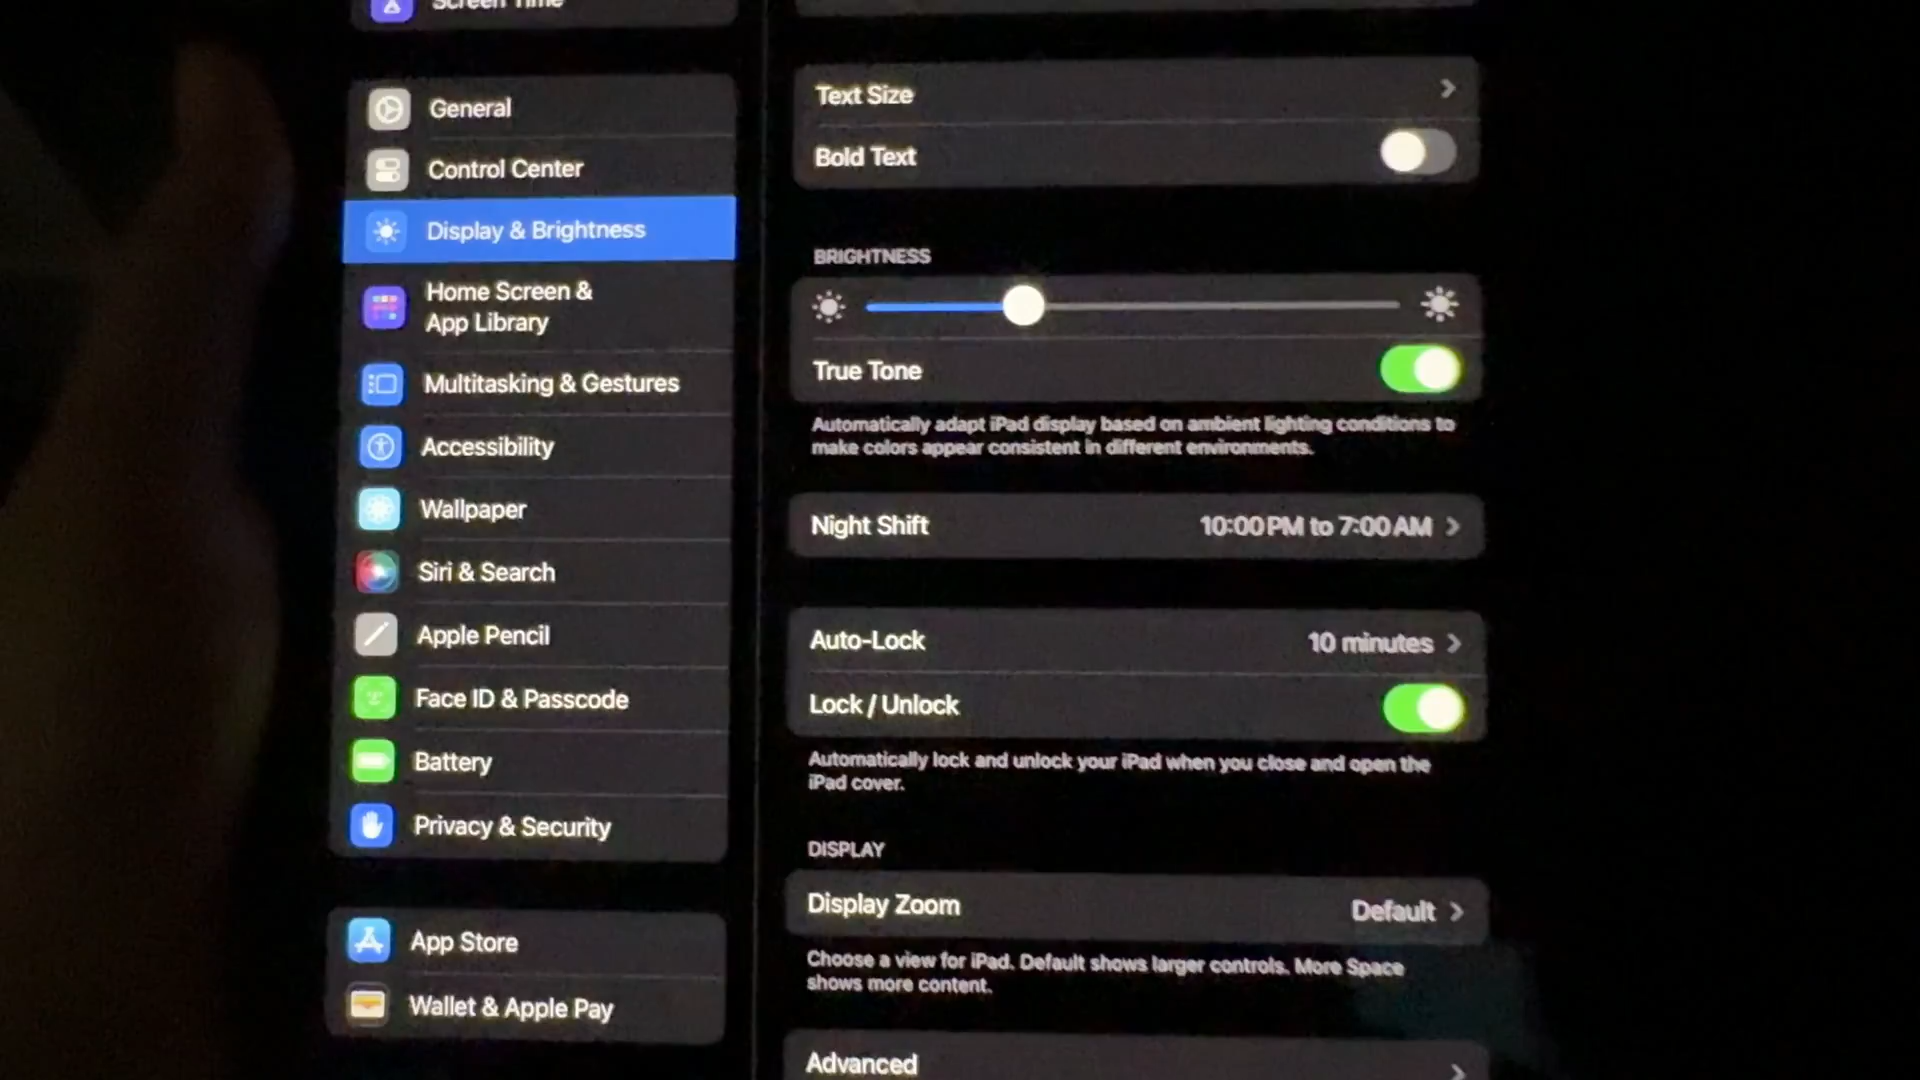 Screen Time
General
Control Center
Display & Brightness
Home Screen &
App Library
Multitasking & Gestures
Accessibility
Wallpaper
Siri & Search
Apple Pencil
Face ID & Passcode
Battery
Privacy & Security
App Store
Wallet & Apple Pay
Text Size
Bold Text
BRIGHTNESS
True Tone
Automatically adapt iPad display based on ambient lighting conditions to
make colors appear consistent in different environments.
Night Shift 10:00 PM to 7:00 AM
Auto-Lock 10 minutes
Lock / Unlock
Automatically lock and unlock your iPad when you close and open the
iPad cover.
DISPLAY
Display Zoom Default
Choose a view for iPad. Default shows larger controls. More Space
shows more content.
Advanced